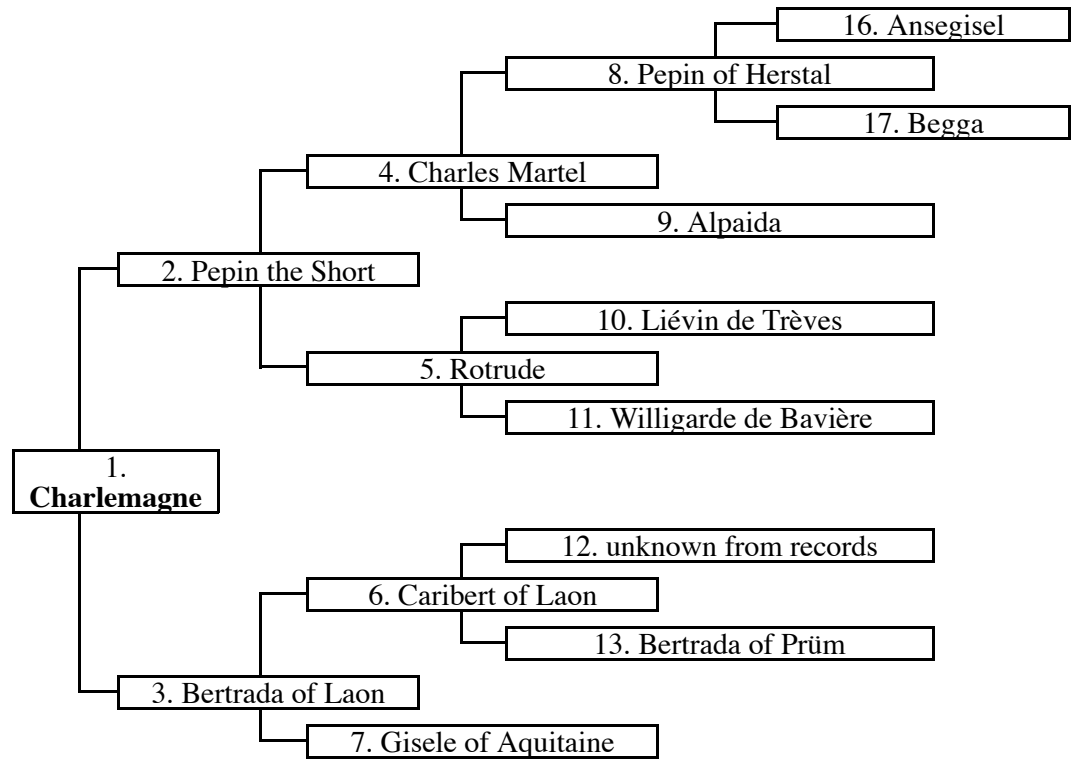 16. Ansegisel
8. Pepin of Herstal
17. Begga
4. Charles Martel
9. Alpaida
2. Pepin the Short
10. Liévin de Trèves
5. Rotrude
11. Willigarde de Bavière
1.
Charlemagne
12. unknown from records
6. Caribert of Laon
13. Bertrada of Prüm
3. Bertrada of Laon
7. Gisele of Aquitaine